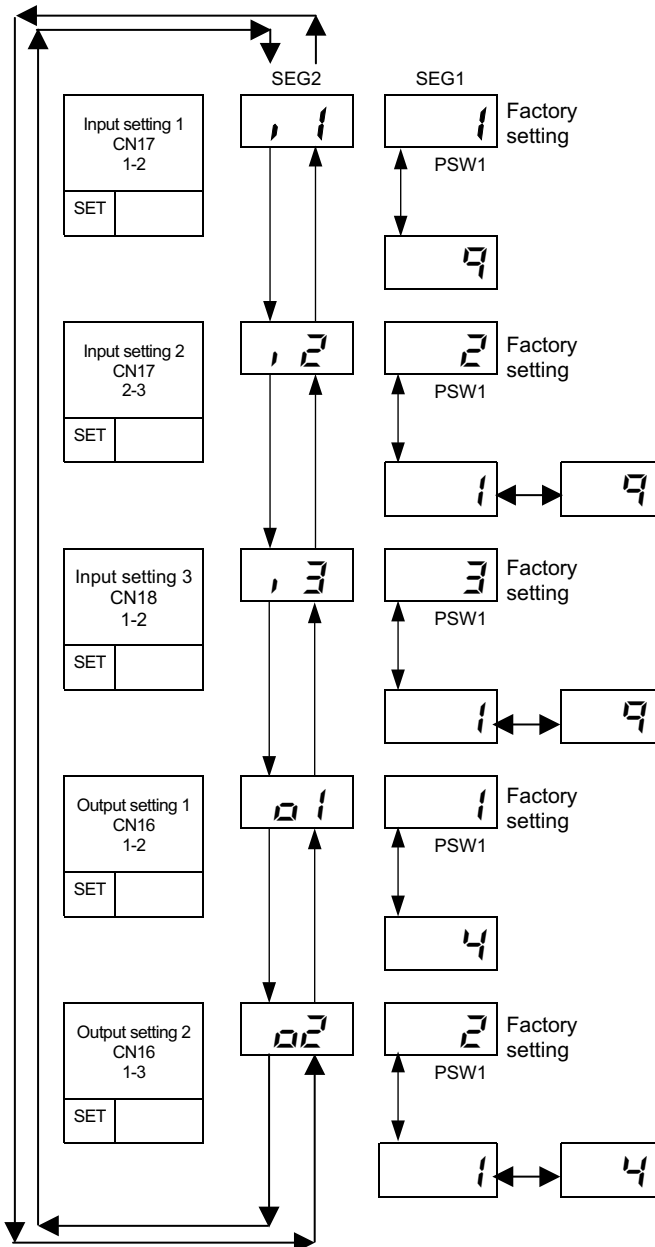 SEG2 SEG1
Input setting 1
CN17
1-2
SET
i 1
1
Factory
setting
PSW1
9
Input setting 2
CN17
2-3
SET
i 2
2
Factory
setting
PSW1
1
9
Input setting 3
CN18
1-2
SET
i 3
3
Factory
setting
PSW1
1
9
Output setting 1
CN16
1-2
SET
o1
1
Factory
setting
PSW1
4
Output setting 2
CN16
1-3
SET
o2
2
Factory
setting
PSW1
1
4